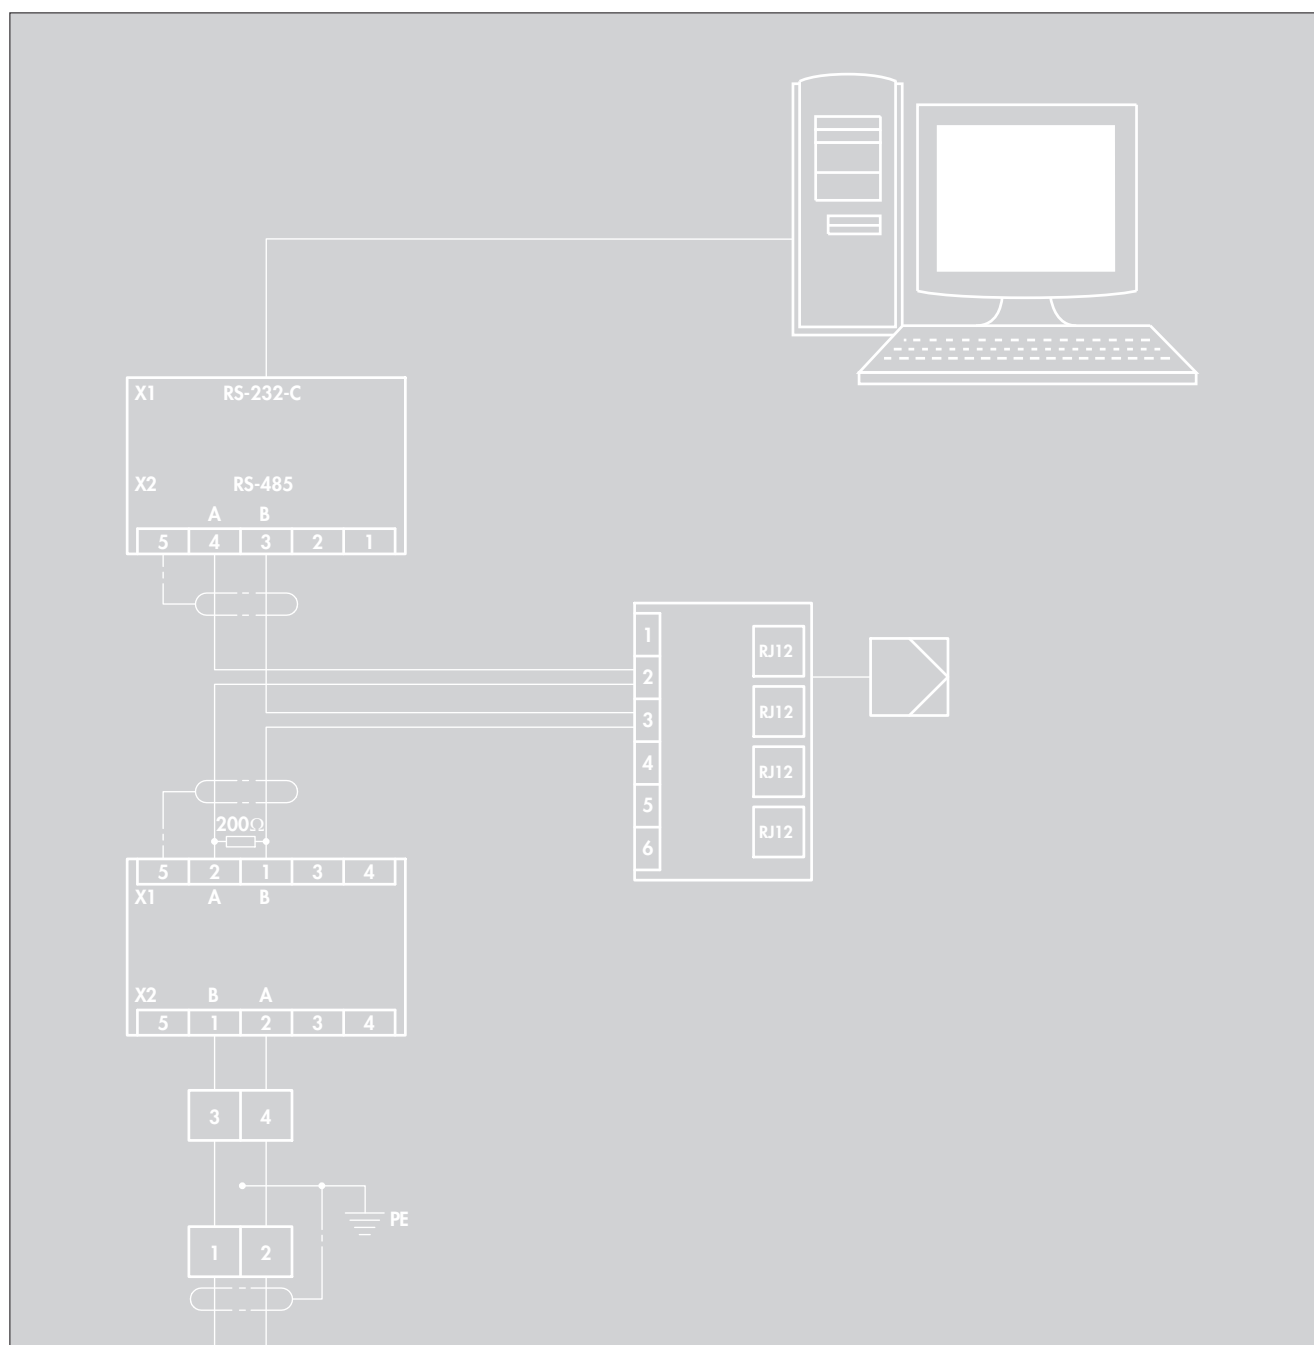 X1 RS-232-C
X2 RS-485
A B
5 4 3 2 1
1
RJ12
2
RJ12
3
4
RJ12
5
200Ω
RJ12
6
5 2 1 3 4
X1 A B
X2 B A
5 1 2 3 4
3 4
PE
1 2